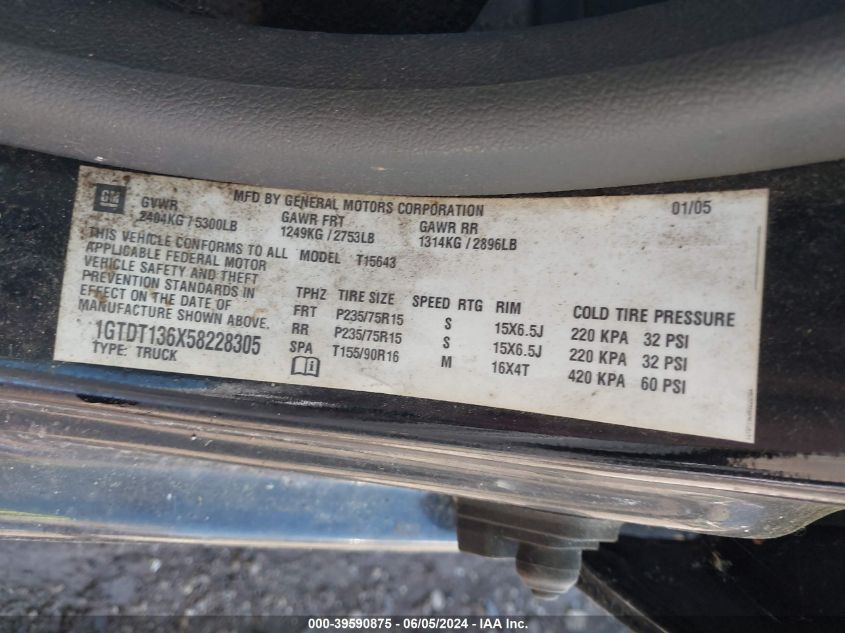 GM
MFD BY GENERAL MOTORS CORPORATION 01/05
GVWR GAWR FRT GAWR RR
2404KG / 5300LB 1249KG / 2753LB 1314KG / 2896LB
THIS VEHICLE CONFORMS TO ALL
APPLICABLE FEDERAL MOTOR
VEHICLE SAFETY AND THEFT
PREVENTION STANDARDS IN
EFFECT ON THE DATE OF
MANUFACTURE SHOWN ABOVE.
1GTDT136X58228305
TYPE: TRUCK
MODEL T15643
TPHZ TIRE SIZE SPEED RTG RIM COLD TIRE PRESSURE
FRT P235/75R15 S 15X6.5J 220 KPA 32 PSI
RR P235/75R15 S 15X6.5J 220 KPA 32 PSI
SPA T155/90R16 M 16X4T 420 KPA 60 PSI
000-39590875 - 06/05/2024 - IAA Inc.